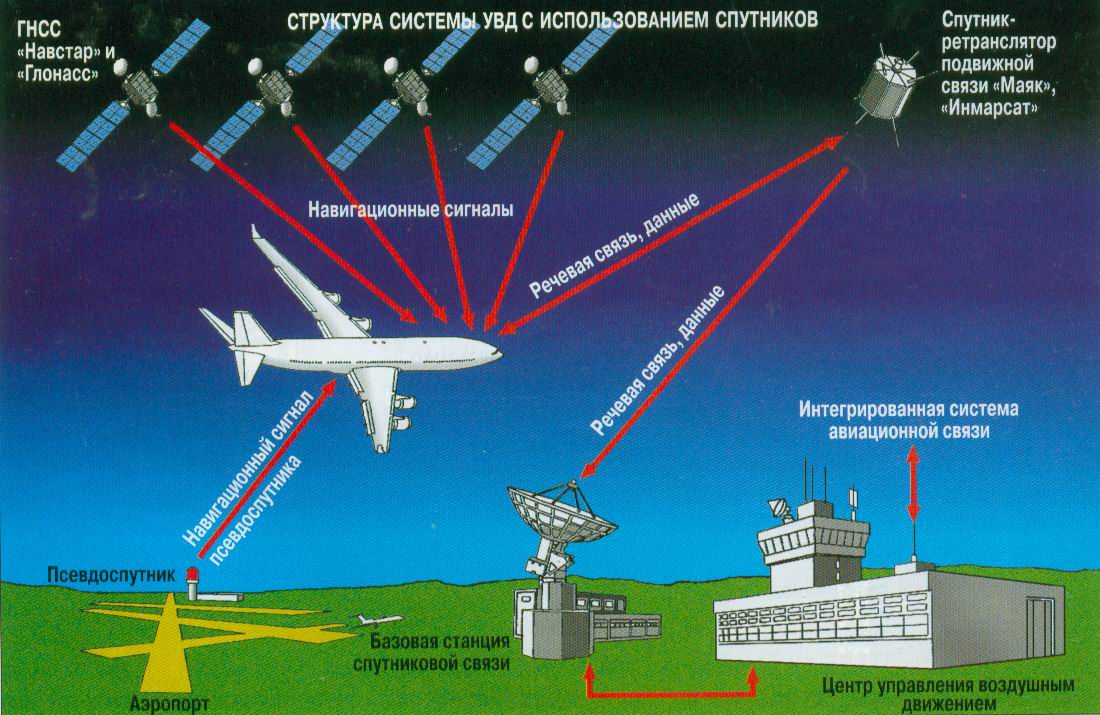 СТРУКТУРА СИСТЕМЫ УВД С ИСПОЛЬЗОВАНИЕМ СПУТНИКОВ
ГНСС
«Навстар» и
«Глонасс»
Спутник-
ретранслятор
подвижной
связи «Маяк»,
«Инмарсат»
Навигационные сигналы
Речевая связь, данные
Речевая связь, данные
Навигационный сигнал
псевдоспутника
Интегрированная система
авиационной связи
Псевдоспутник
Базовая станция
спутниковой связи
Аэропорт
Центр управления воздушным
движением